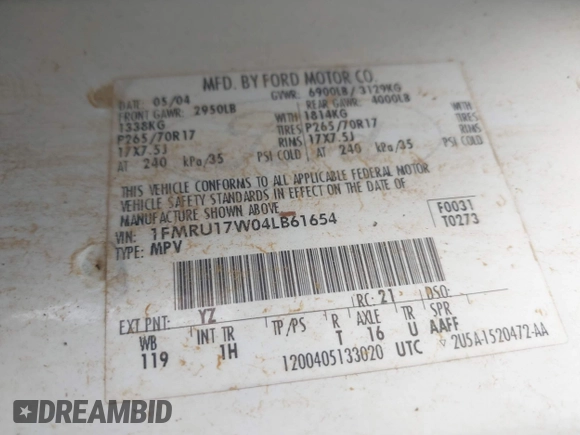 MFD. BY FORD MOTOR CO.
DATE: 05/04 GVWR: 6900LB/ 3129KG
FRONT GAWR: 2950LB REAR GAWR: 4000LB
1338KG WITH 1814KG WITH
P265/70R17 TIRES P265/70R17 TIRES
17X7.5J RIMS 17X7.5J RIMS
AT 240 kPa/35 PSI COLD AT 240 kPa/35 PSI COLD
THIS VEHICLE CONFORMS TO ALL APPLICABLE FEDERAL MOTOR
VEHICLE SAFETY STANDARDS IN EFFECT ON THE DATE OF
MANUFACTURE SHOWN ABOVE.
VIN: 1FMRU17W04LB61654 F0031
TYPE: MPV T0273
EXT PNT: YZ RC: 21 DSO:
WB INT TR TP/PS R AXLE TR SPR
119 1H T 16 U AAFF
1200405133020 UTC 2U5A-1520472-AA
DREAMBID